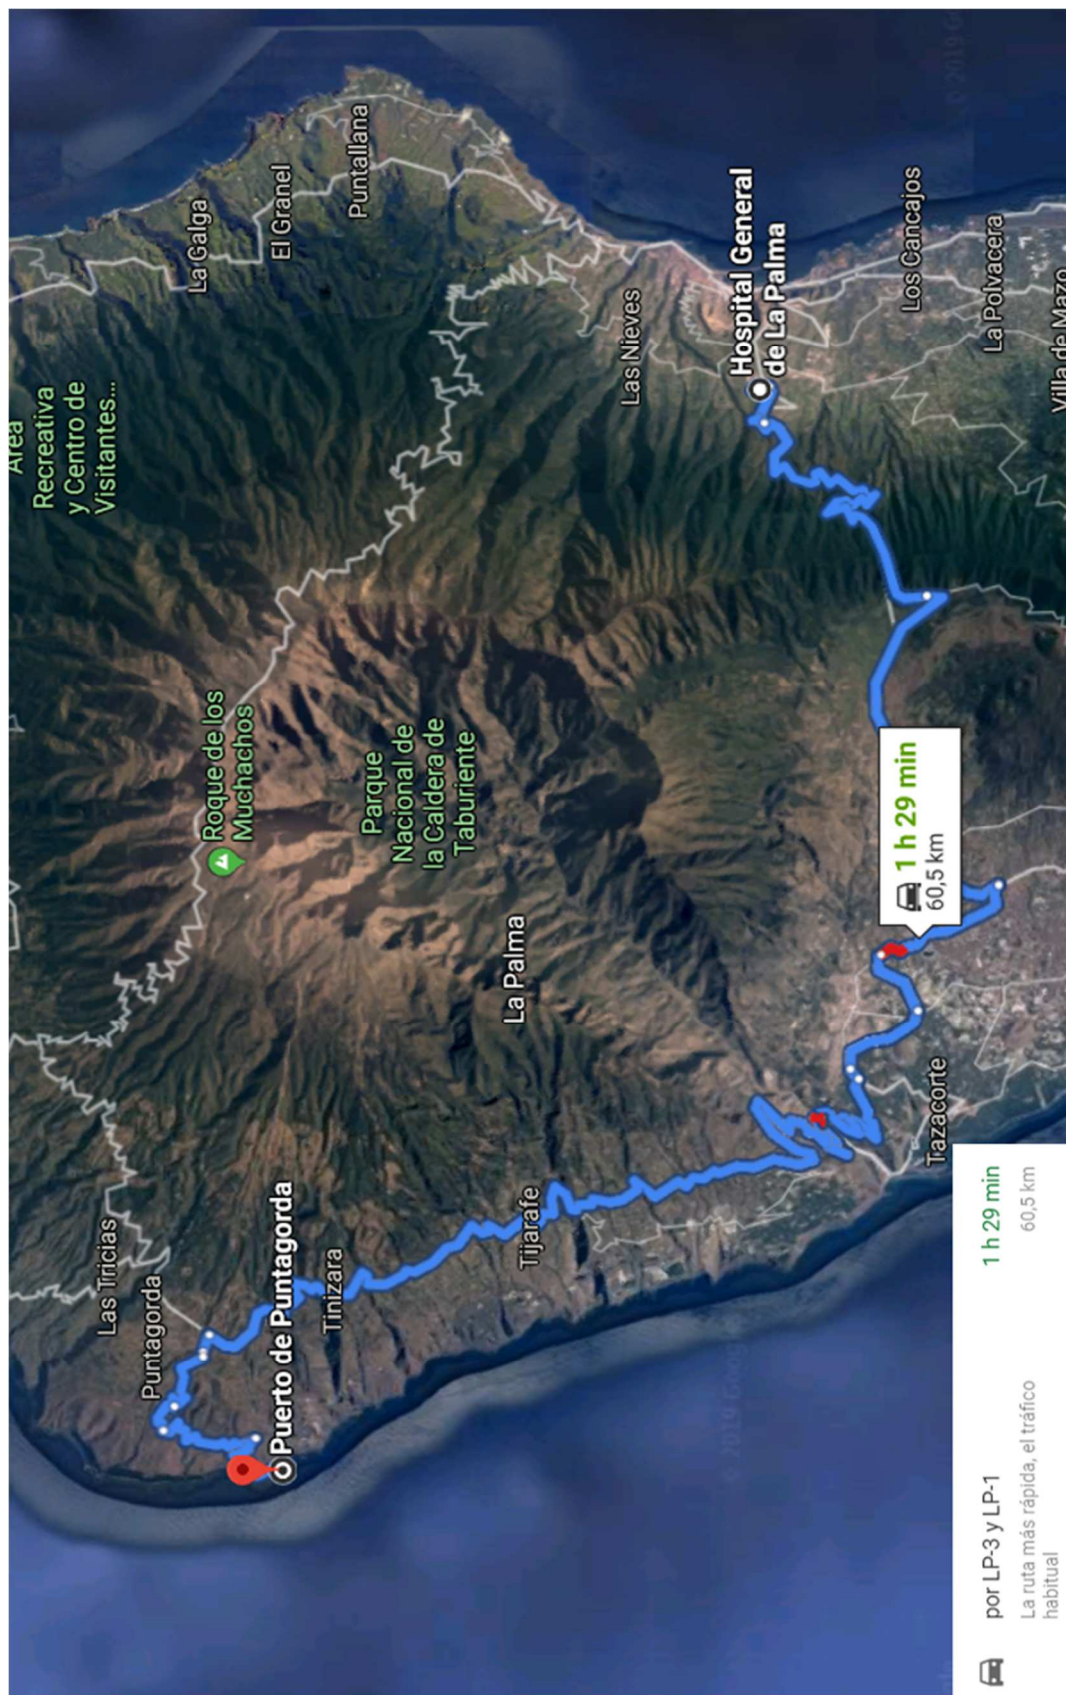 Área
Recreativa
y Centro de
Visitantes...
La Galga
El Granel
Puntallana
Roque de los
Muchachos
Parque
Nacional de
la Caldera de
Taburiente
La Palma
Las Nieves
Hospital General
de La Palma
Los Cancajos
La Polvacera
Villa de Mazo
Las Tricias
Puntagorda
Puerto de Puntagorda
Tinizara
Tijarafe
Tazacorte
1 h 29 min
60,5 km
por LP-3 y LP-1
1 h 29 min
La ruta más rápida, el tráfico
habitual
60,5 km